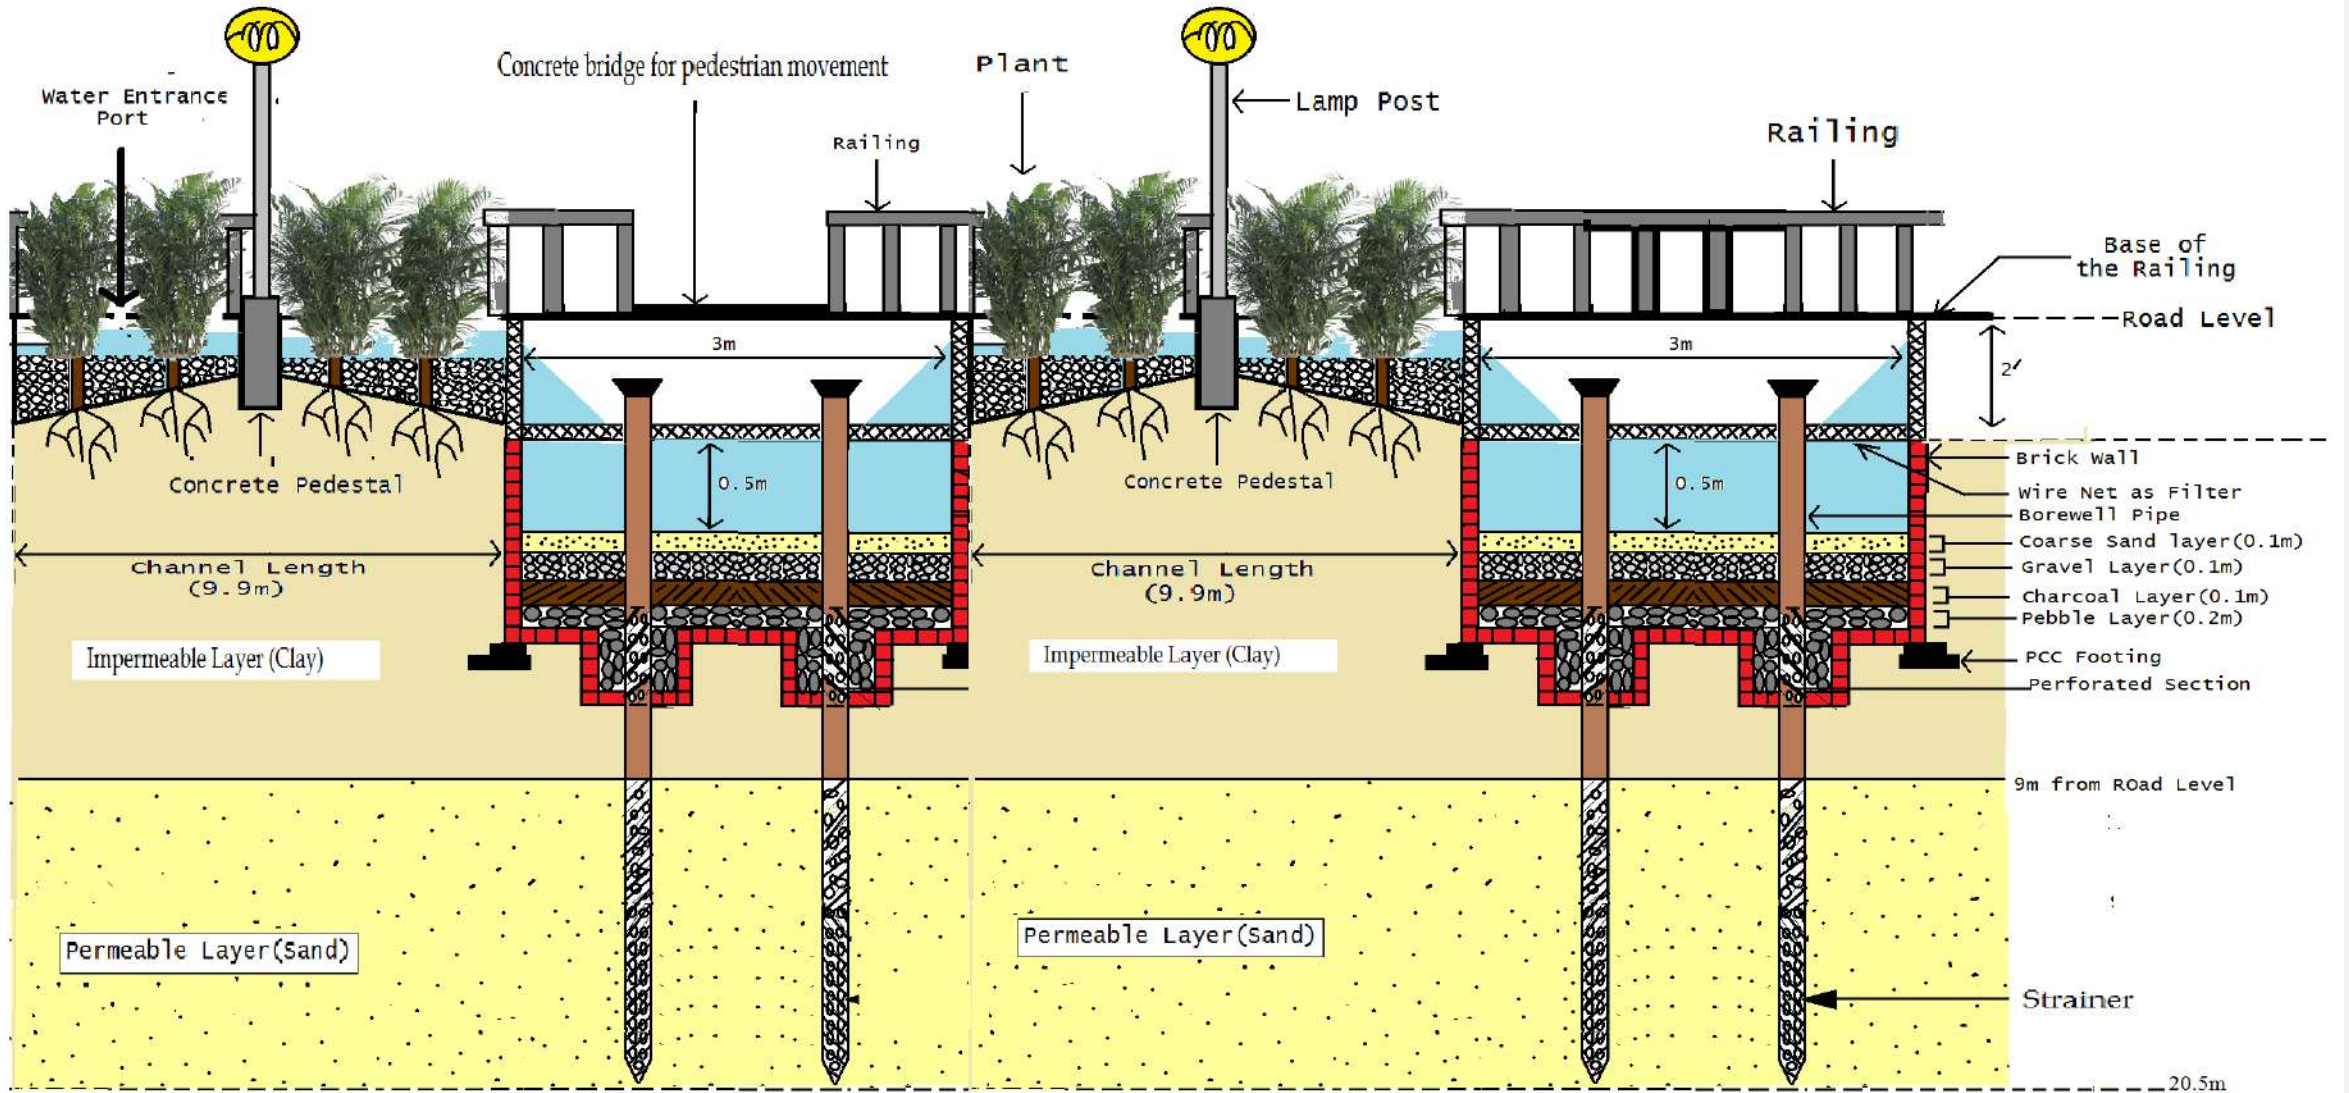 Water Entrance
Port
Concrete bridge for pedestrian movement
Railing
Plant
Lamp Post
Railing
Base of
the Railing
Road Level
3m
3m
2′
Concrete Pedestal
0.5m
Concrete Pedestal
0.5m
Brick Wall
Wire Net as Filter
Borewell Pipe
Coarse Sand layer(0.1m)
Gravel Layer(0.1m)
Charcoal Layer(0.1m)
Pebble Layer(0.2m)
PCC Footing
Perforated Section
Channel Length
(9.9m)
Channel Length
(9.9m)
Impermeable Layer (Clay)
Impermeable Layer (Clay)
9m from ROad Level
Permeable Layer(Sand)
Permeable Layer(Sand)
Strainer
20.5m